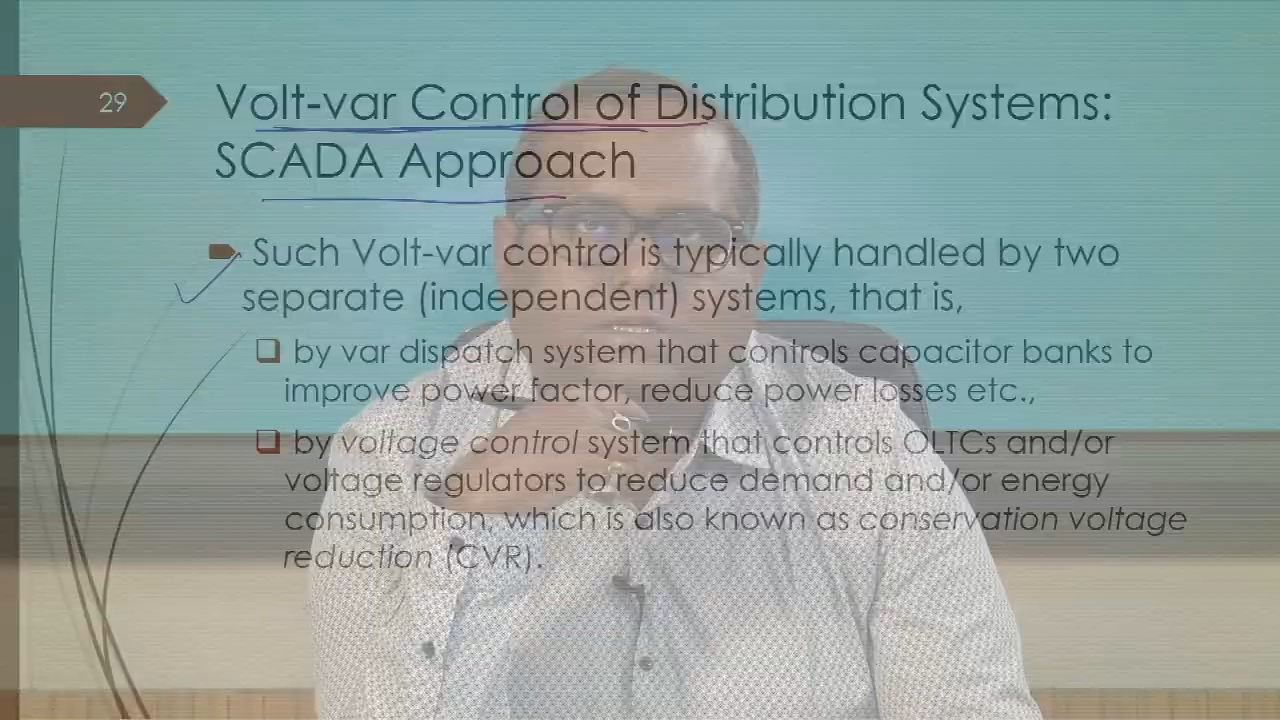 29
Volt-var Control of Distribution Systems:
SCADA Approach
Such Volt-var control is typically handled by two
separate (independent) systems, that is,
by var dispatch system that controls capacitor banks to
improve power factor, reduce power losses etc.,
by voltage control system that controls OLTCs and/or
voltage regulators to reduce demand and/or energy
consumption, which is also known as conservation voltage
reduction (CVR).